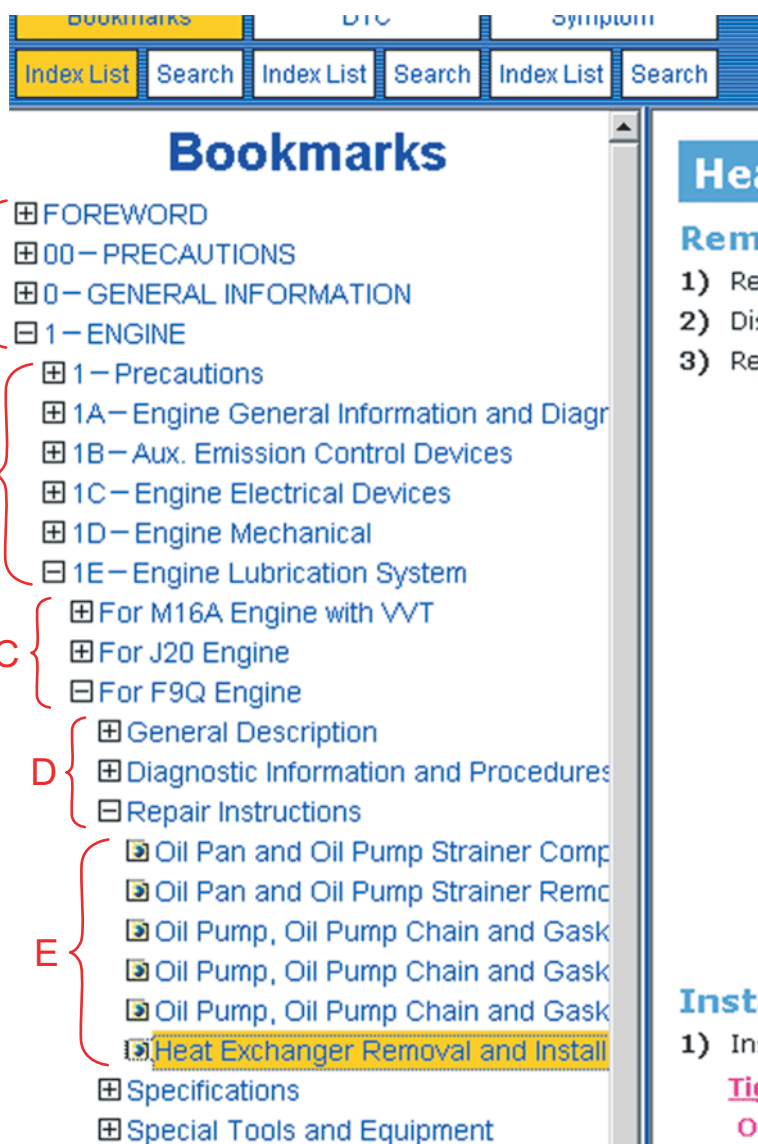 Bookmarks DTC Symptom
Index List Search Index List Search Index List Search
Bookmarks
FOREWORD
00-PRECAUTIONS
0-GENERAL INFORMATION
1-ENGINE
1-Precautions
1A-Engine General Information and Diagr
1B-Aux. Emission Control Devices
1C-Engine Electrical Devices
1D-Engine Mechanical
1E-Engine Lubrication System
C
For M16A Engine with VVT
For J20 Engine
For F9Q Engine
D
General Description
Diagnostic Information and Procedures
Repair Instructions
E
Oil Pan and Oil Pump Strainer Comp
Oil Pan and Oil Pump Strainer Remo
Oil Pump, Oil Pump Chain and Gask
Oil Pump, Oil Pump Chain and Gask
Oil Pump, Oil Pump Chain and Gask
Heat Exchanger Removal and Install
Specifications
Special Tools and Equipment
Hea
Rem
1) Re
2) Dis
3) Re
Inst
1) Ins
Tig
O